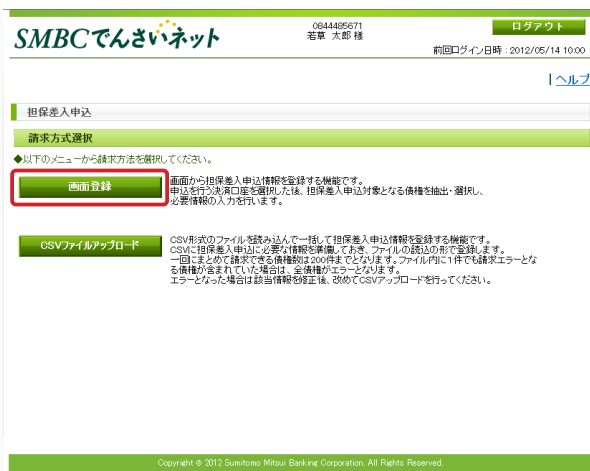 SMBCでんさいネット
0844485671
若草 太郎 様
ログアウト
前回ログイン日時：2012/05/14 10:00
ヘルプ
担保差入申込
請求方式選択
◆以下のメニューから請求方法を選択してください。
画面登録
画面から担保差入申込情報を登録する機能です。
申込を行う決済口座を選択した後、担保差入申込対象となる債権を抽出・選択し、
必要情報の入力を行います。
CSVファイルアップロード
CSV形式のファイルを読み込んで一括して担保差入申込情報を登録する機能です。
CSVに担保差入申込に必要な情報を準備しておき、ファイルの読込の形で登録します。
一回にまとめて請求できる債権数は200件までとなります。ファイル内に1件でも請求エラーとな
る債権が含まれていた場合は、全債権がエラーとなります。
エラーとなった場合は該当情報を修正後、改めてCSVアップロードを行ってください。
Copyright © 2012 Sumitomo Mitsui Banking Corporation. All Rights Reserved.